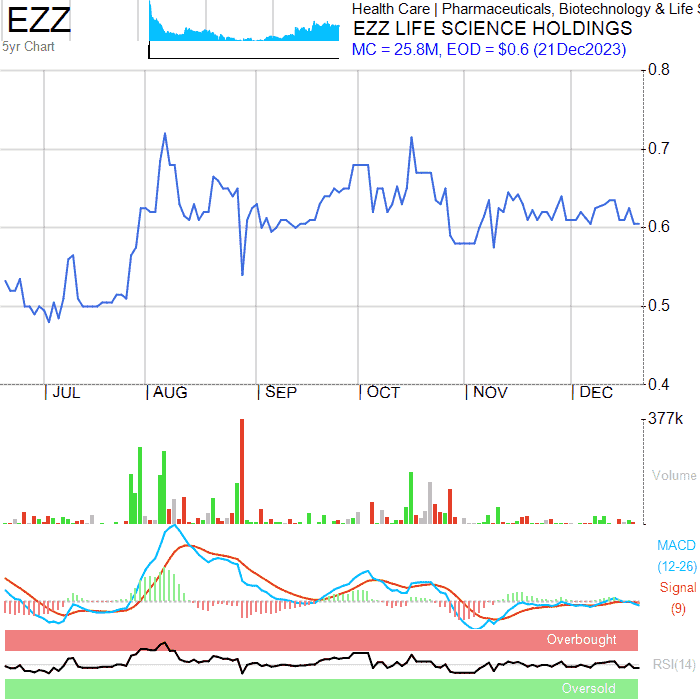 EZZ
5yr Chart
Health Care | Pharmaceuticals, Biotechnology & Life S
EZZ LIFE SCIENCE HOLDINGS
MC = 25.8M, EOD = $0.6 (21Dec2023)
0.8
0.7
0.6
0.5
0.4
| JUL | AUG | SEP | OCT | NOV | DEC
377k
Volume
MACD
(12-26)
Signal
(9)
Overbought
RSI(14)
Oversold